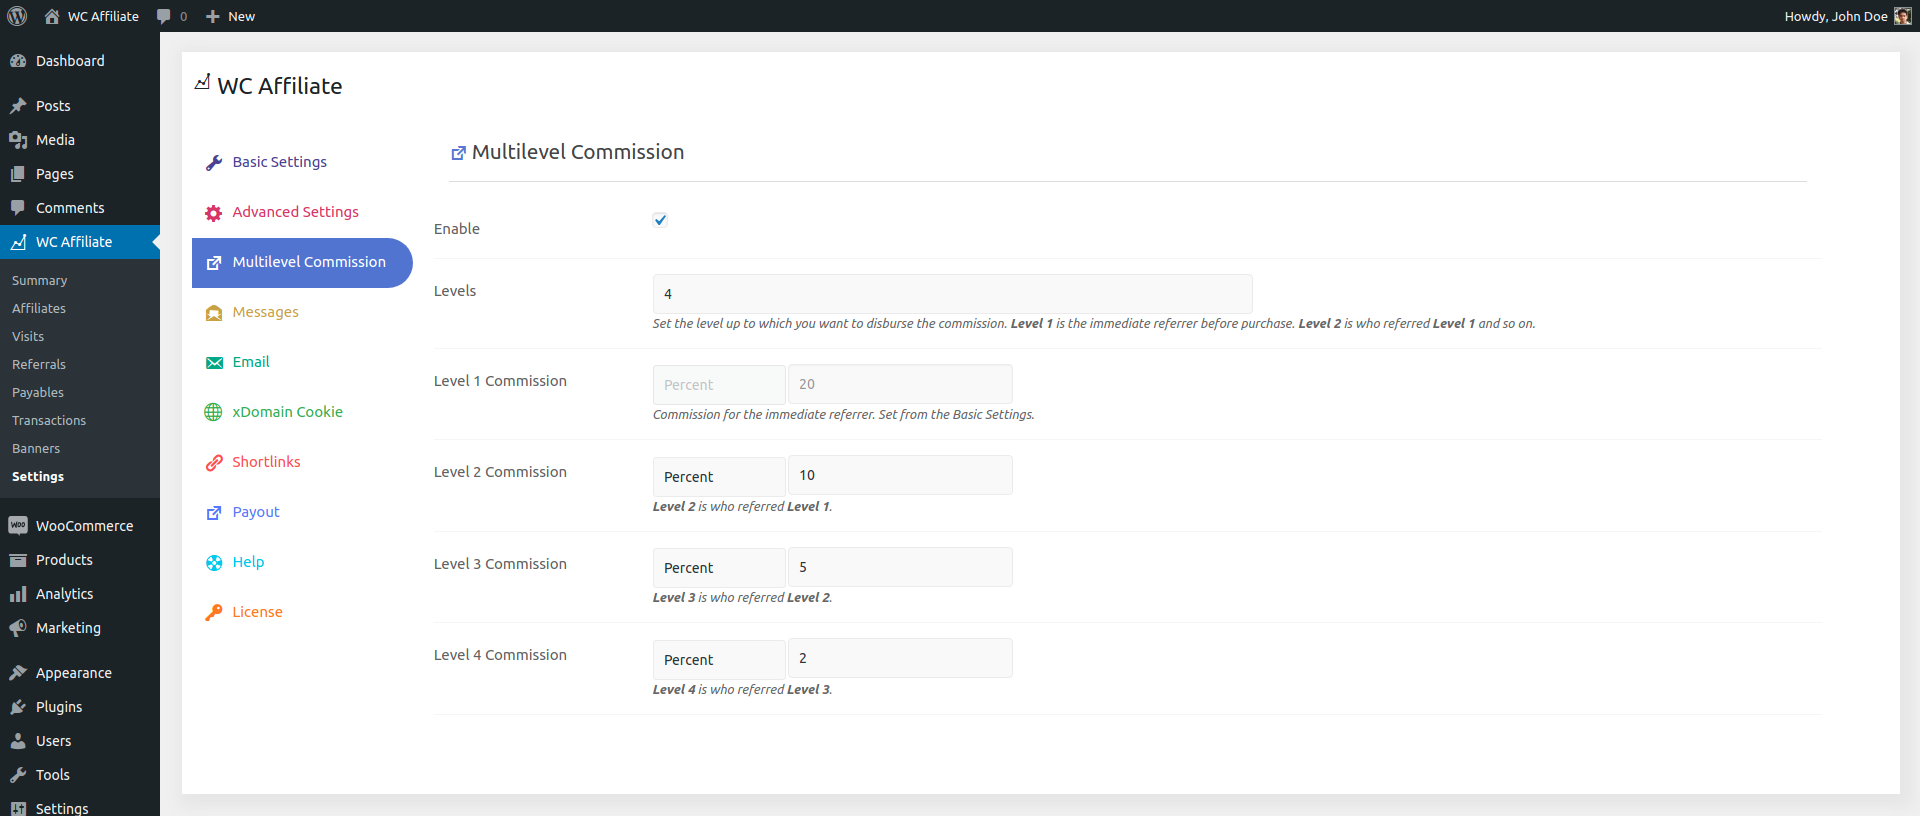 WC Affiliate
0
New
Howdy, John Doe
Dashboard
Posts
Media
Pages
Comments
WC Affiliate
Summary
Affiliates
Visits
Referrals
Payables
Transactions
Banners
Settings
WooCommerce
Products
Analytics
Marketing
Appearance
Plugins
Users
Tools
Settings
WC Affiliate
Basic Settings
Advanced Settings
Multilevel Commission
Messages
Email
xDomain Cookie
Shortlinks
Payout
Help
License
Multilevel Commission
Enable
Levels
4
Set the level up to which you want to disburse the commission. Level 1 is the immediate referrer before purchase. Level 2 is who referred Level 1 and so on.
Level 1 Commission
Percent 20
Commission for the immediate referrer. Set from the Basic Settings.
Level 2 Commission
Percent 10
Level 2 is who referred Level 1.
Level 3 Commission
Percent 5
Level 3 is who referred Level 2.
Level 4 Commission
Percent 2
Level 4 is who referred Level 3.